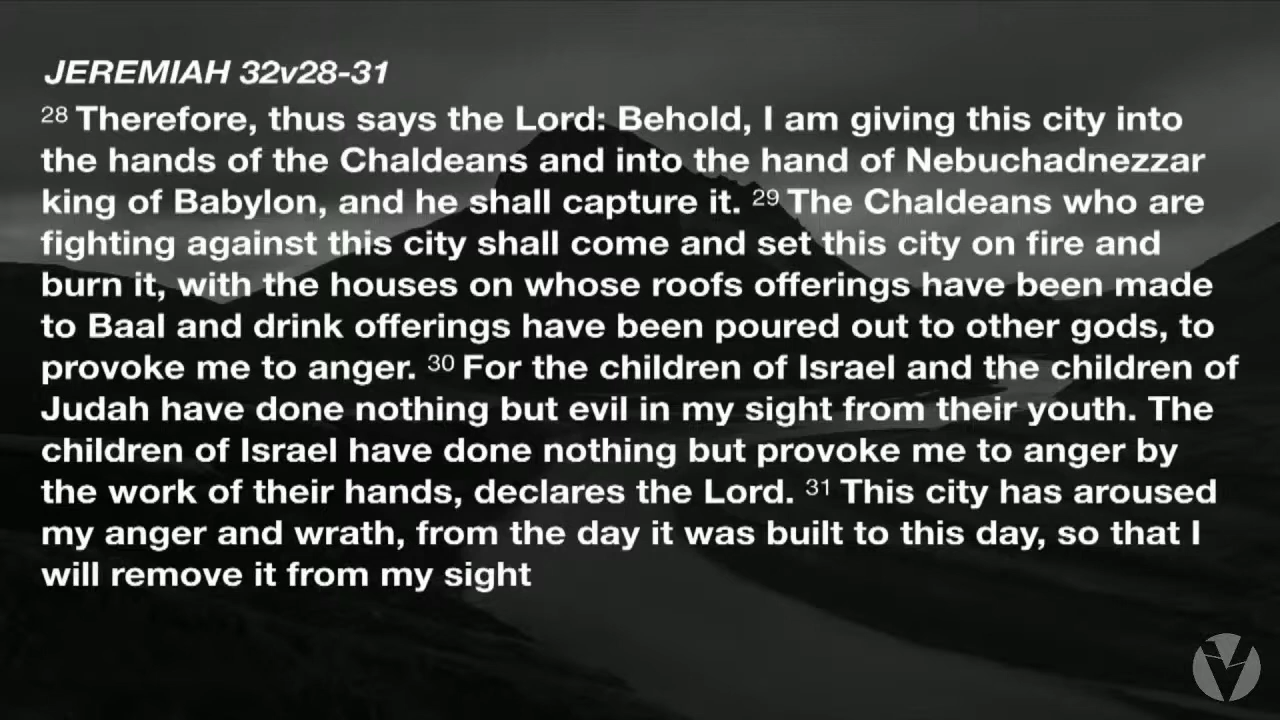 JEREMIAH 32v28-31
28 Therefore, thus says the Lord: Behold, I am giving this city into
the hands of the Chaldeans and into the hand of Nebuchadnezzar
king of Babylon, and he shall capture it. 29 The Chaldeans who are
fighting against this city shall come and set this city on fire and
burn it, with the houses on whose roofs offerings have been made
to Baal and drink offerings have been poured out to other gods, to
provoke me to anger. 30 For the children of Israel and the children of
Judah have done nothing but evil in my sight from their youth. The
children of Israel have done nothing but provoke me to anger by
the work of their hands, declares the Lord. 31 This city has aroused
my anger and wrath, from the day it was built to this day, so that I
will remove it from my sight